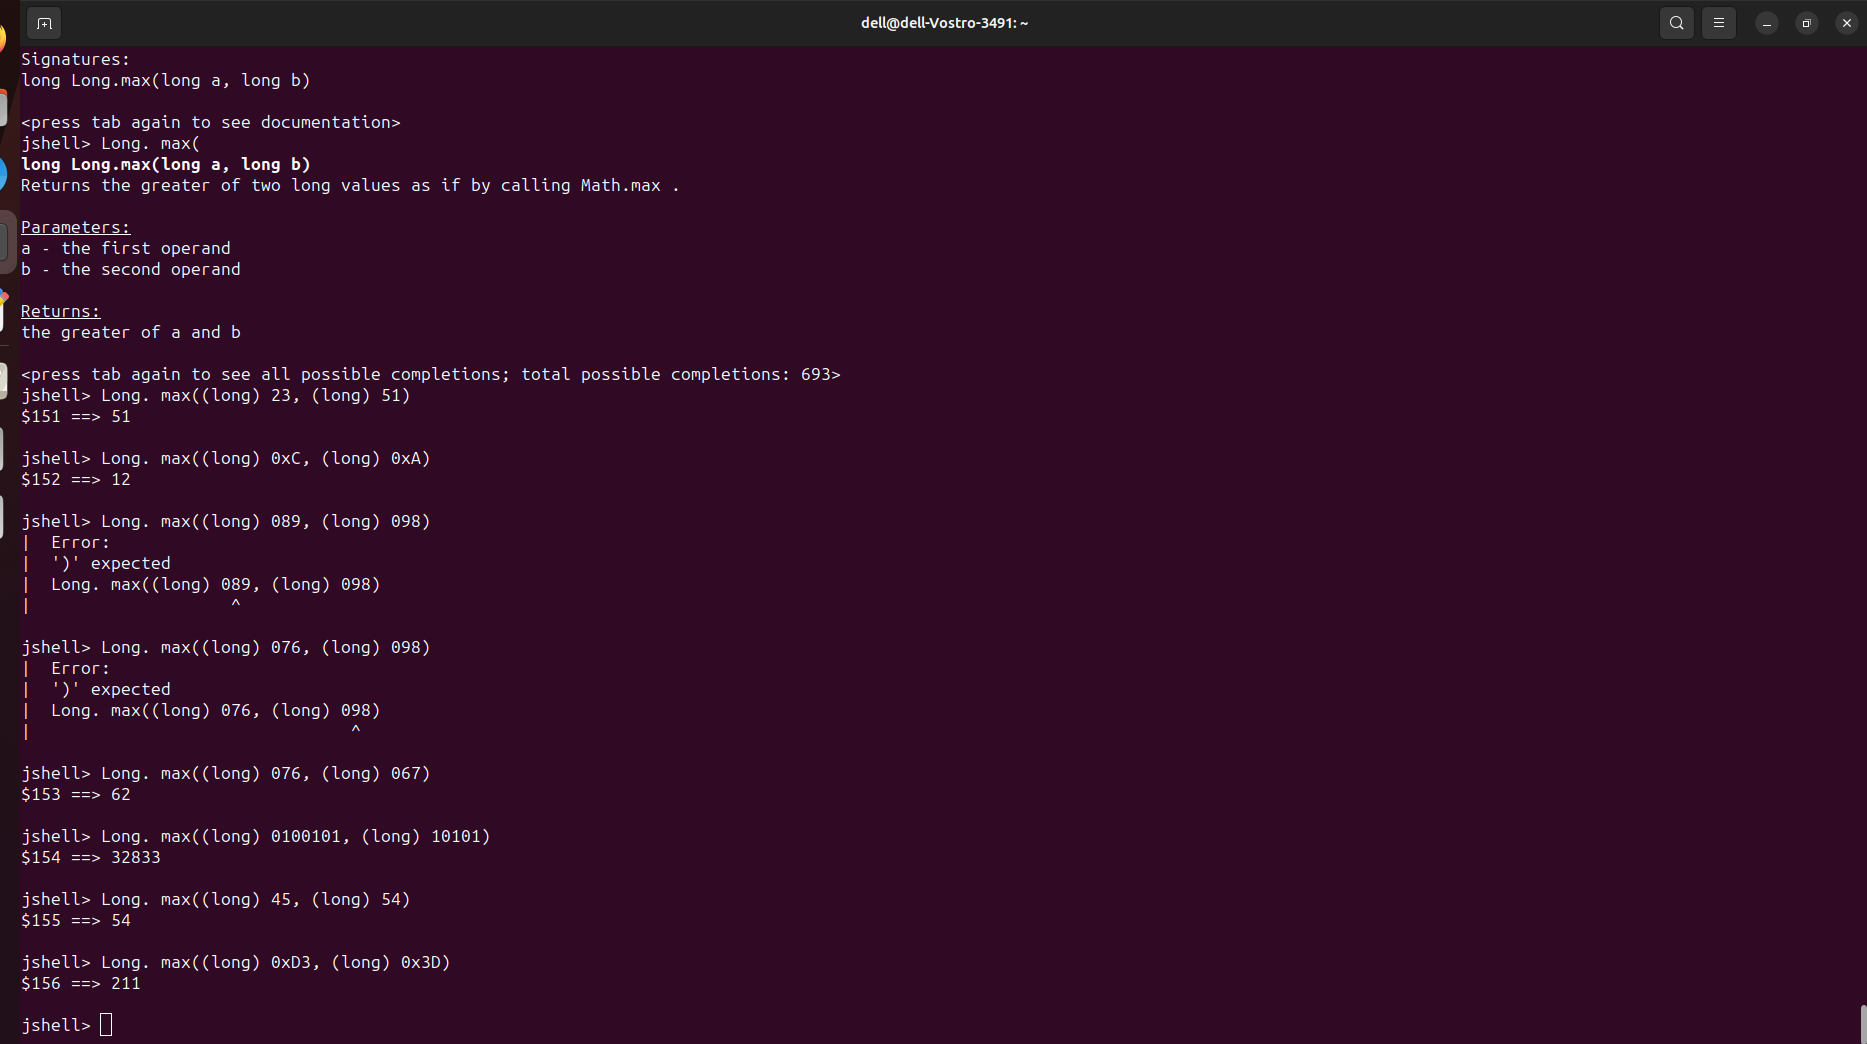 dell@dell-Vostro-3491: ~
Signatures:
long Long.max(long a, long b)
<press tab again to see documentation>
jshell> Long. max(
long Long.max(long a, long b)
Returns the greater of two long values as if by calling Math.max .
Parameters:
a - the first operand
b - the second operand
Returns:
the greater of a and b
<press tab again to see all possible completions; total possible completions: 693>
jshell> Long. max((long) 23, (long) 51)
$151 ==> 51
jshell> Long. max((long) 0xC, (long) 0xA)
$152 ==> 12
jshell> Long. max((long) 089, (long) 098)
|  Error:
|  ')' expected
|  Long. max((long) 089, (long) 098)
|                     ^
jshell> Long. max((long) 076, (long) 098)
|  Error:
|  ')' expected
|  Long. max((long) 076, (long) 098)
|                                 ^
jshell> Long. max((long) 076, (long) 067)
$153 ==> 62
jshell> Long. max((long) 0100101, (long) 10101)
$154 ==> 32833
jshell> Long. max((long) 45, (long) 54)
$155 ==> 54
jshell> Long. max((long) 0xD3, (long) 0x3D)
$156 ==> 211
jshell>